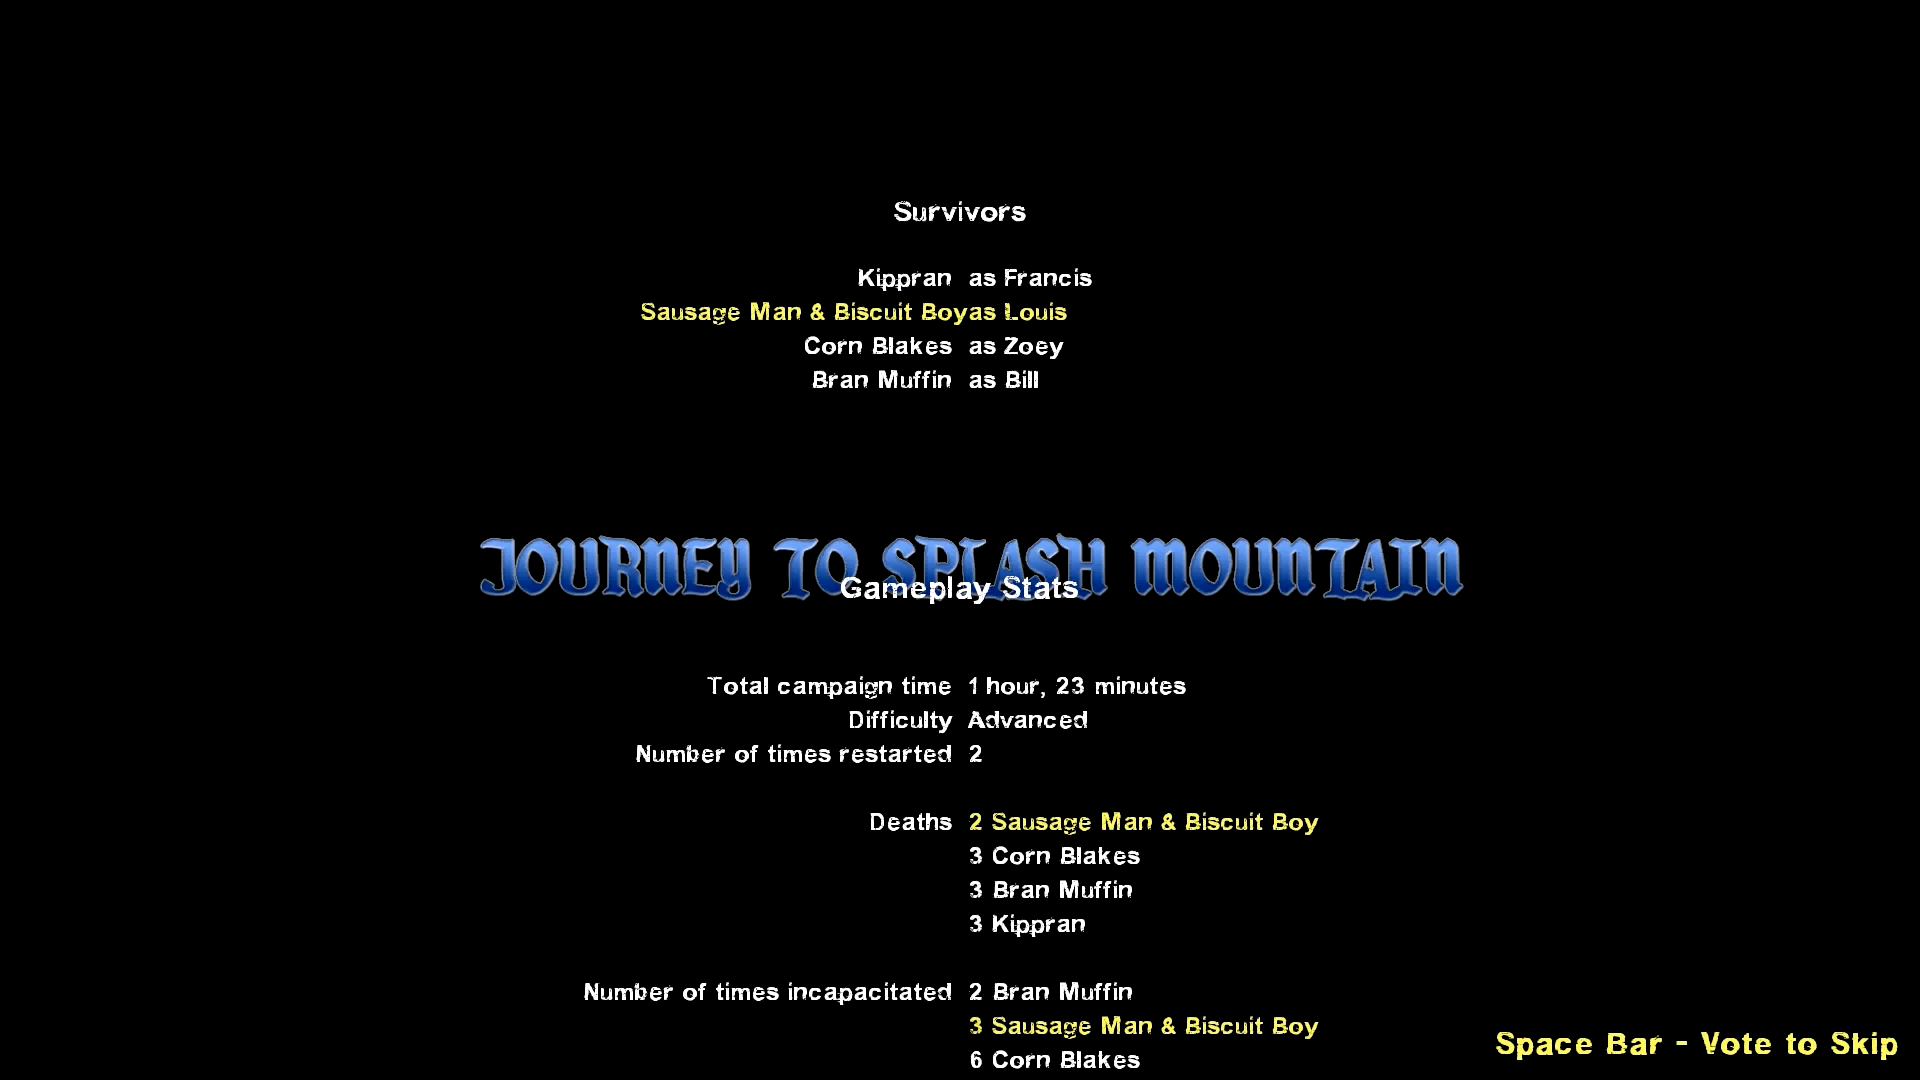 Survivors
Kippran as Francis
Sausage Man & Biscuit Boyas Louis
Corn Blakes as Zoey
Bran Muffin as Bill
JOURNEY TO SPLASH MOUNTAIN
Gameplay Stats
Total campaign time 1 hour, 23 minutes
Difficulty Advanced
Number of times restarted 2
Deaths 2 Sausage Man & Biscuit Boy
3 Corn Blakes
3 Bran Muffin
3 Kippran
Number of times incapacitated 2 Bran Muffin
3 Sausage Man & Biscuit Boy
6 Corn Blakes
Space Bar - Vote to Skip